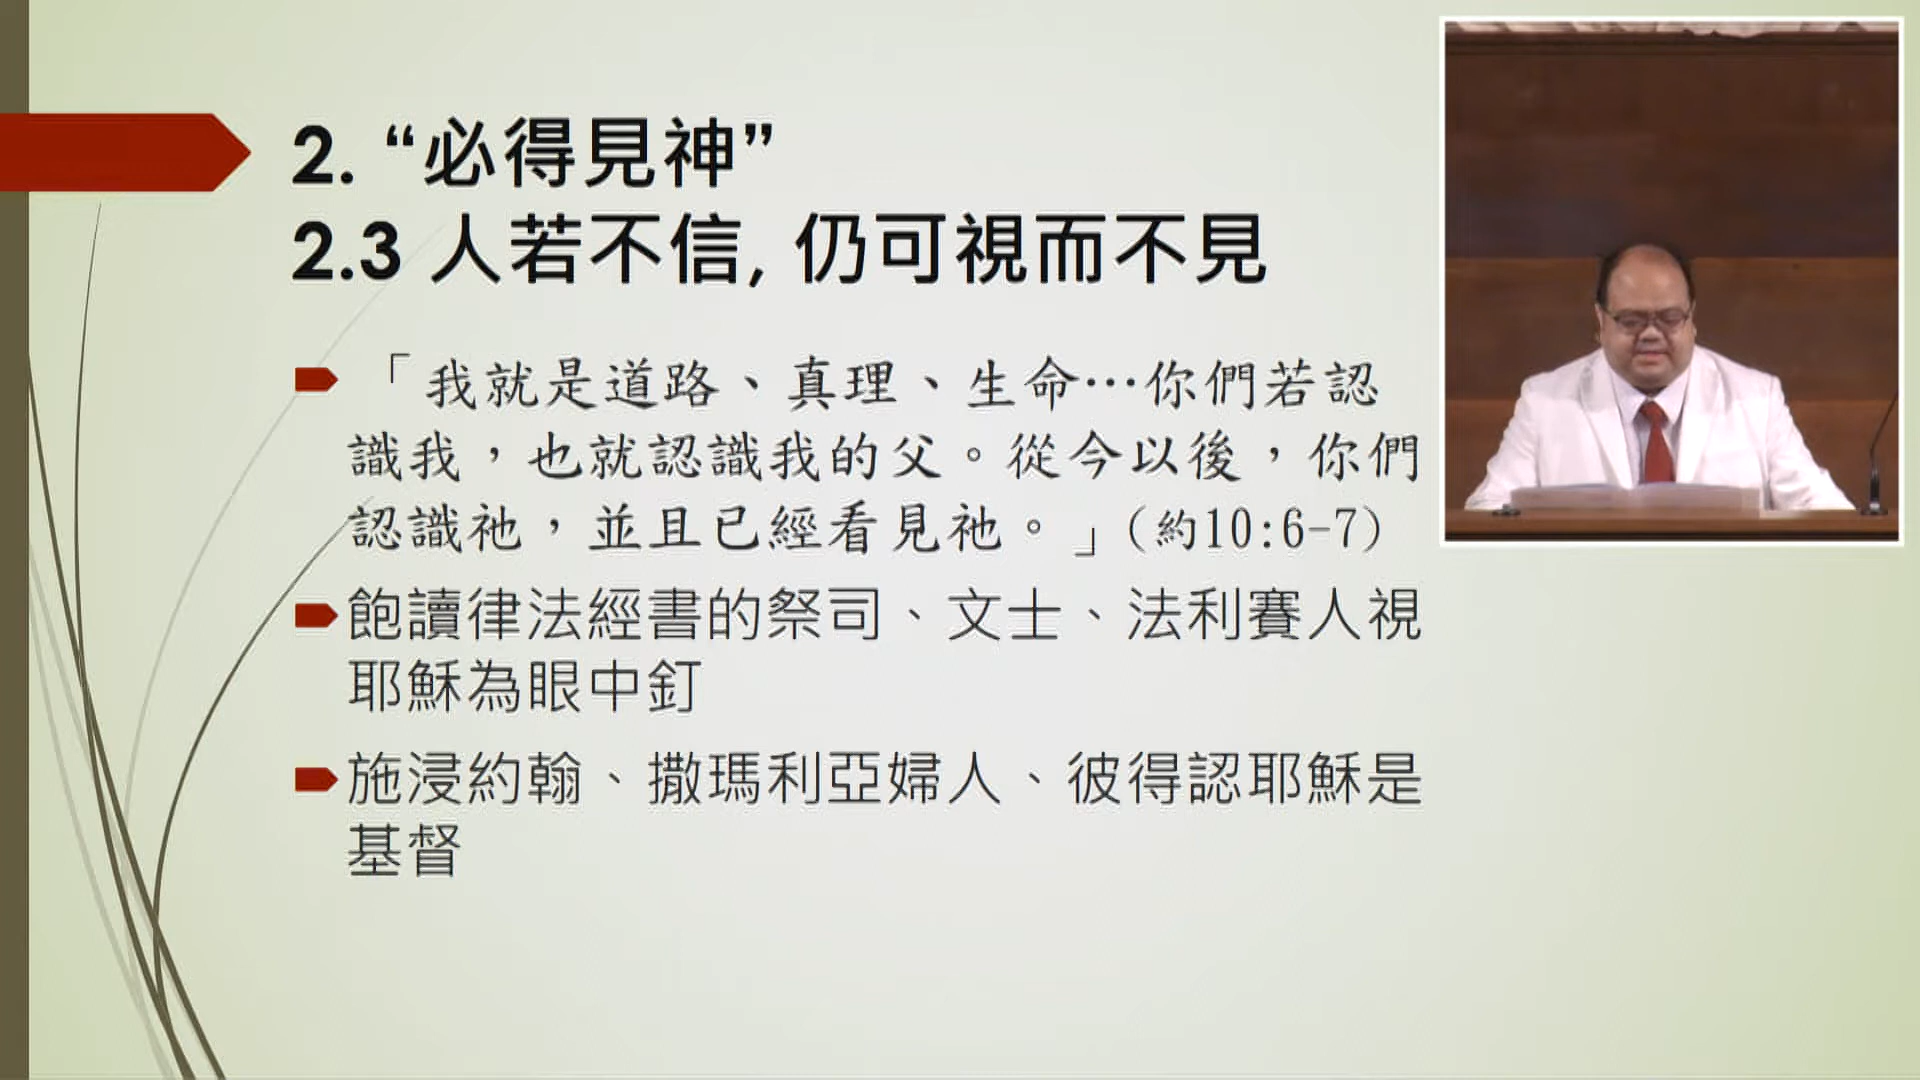 2. “必得見神”
2.3 人若不信, 仍可視而不見
「我就是道路、真理、生命…你們若認
識我，也就認識我的父。從今以後，你們
認識祂，並且已經看見祂。」(約10:6-7)
飽讀律法經書的祭司、文士、法利賽人視
耶穌為眼中釘
施浸約翰、撒瑪利亞婦人、彼得認耶穌是
基督